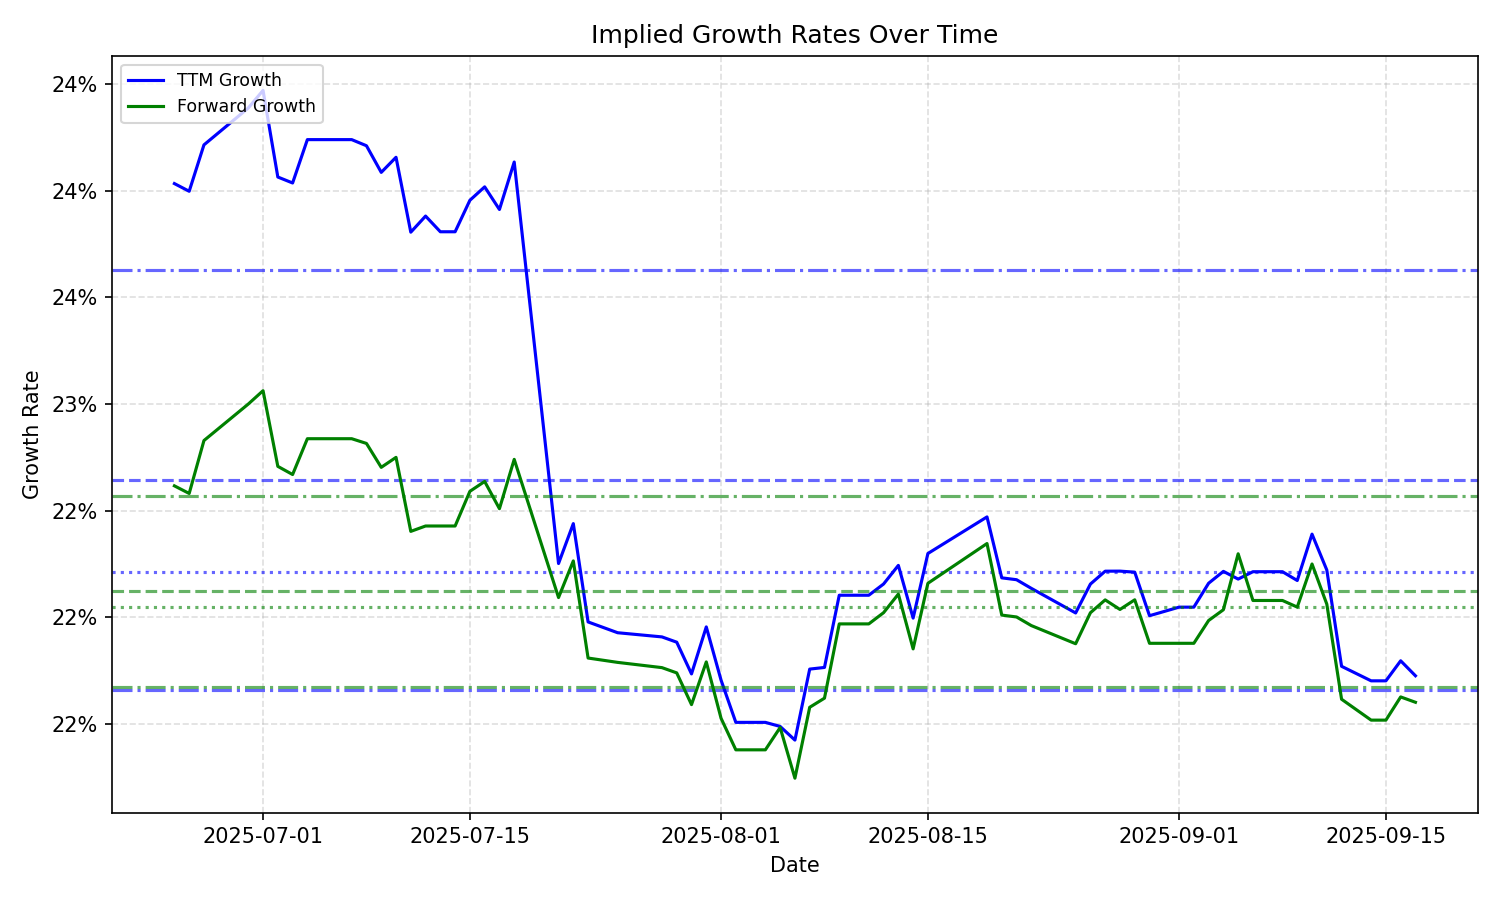 Implied Growth Rates Over Time
TTM Growth
Forward Growth
Growth Rate
24%
24%
24%
23%
22%
22%
22%
2025-07-01
2025-07-15
2025-08-01
2025-08-15
2025-09-01
2025-09-15
Date